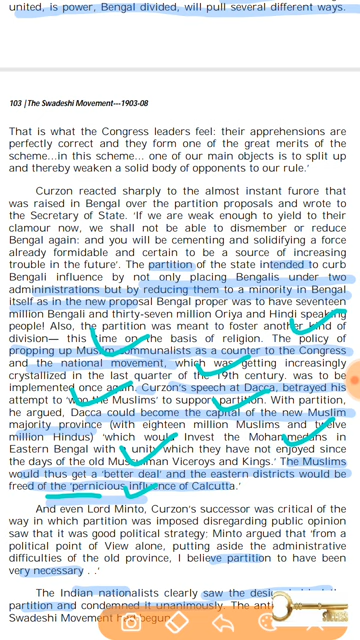 united, is power, Bengal divided, will pull several different ways.
103 | The Swadeshi Movement---1903-08
That is what the Congress leaders feel: their apprehensions are
perfectly correct and they form one of the great merits of the
scheme...in this scheme... one of our main objects is to split up
and thereby weaken a solid body of opponents to our rule.'
Curzon reacted sharply to the almost instant furore that
was raised in Bengal over the partition proposals and wrote to
the Secretary of State. 'If we are weak enough to yield to their
clamour now, we shall not be able to dismember or reduce
Bengal again: and you will be cementing and solidifying a force
already formidable and certain to be a source of increasing
trouble in the future'. The partition of the state intended to curb
Bengali influence by not only placing Bengalis under two
admininistrations but by reducing them to a minority in Bengal
itself as in the new proposal Bengal proper was to have seventeen
million Bengali and thirty-seven million Oriya and Hindi speaking
people! Also, the partition was meant to foster another kind of
division— this time on the basis of religion. The policy of
propping up Muslim communalists as a counter to the Congress
and the national movement, which was getting increasingly
crystallized in the last quarter of the 19th century. was to be
implemented once again. Curzon's speech at Dacca, betrayed his
attempt to 'woo the Muslims' to support partition. With partition,
he argued, Dacca could become the capital of the new Muslim
majority province (with eighteen million Muslims and twelve
million Hindus) 'which would Invest the Mohammedans in
Eastern Bengal with a unity which they have not enjoyed since
the days of the old Mussulman Viceroys and Kings.' The Muslims
would thus get a 'better deal' and the eastern districts would be
freed of the 'pernicious influence of Calcutta.'
And even Lord Minto, Curzon's successor was critical of the
way in which partition was imposed disregarding public opinion
saw that it was good political strategy; Minto argued that 'from a
political point of View alone, putting aside the administrative
difficulties of the old province, I believe partition to have been
very necessary . .'
The Indian nationalists clearly saw the
partition and condemned it unanimously. The anti
Swadeshi Movement had begun.